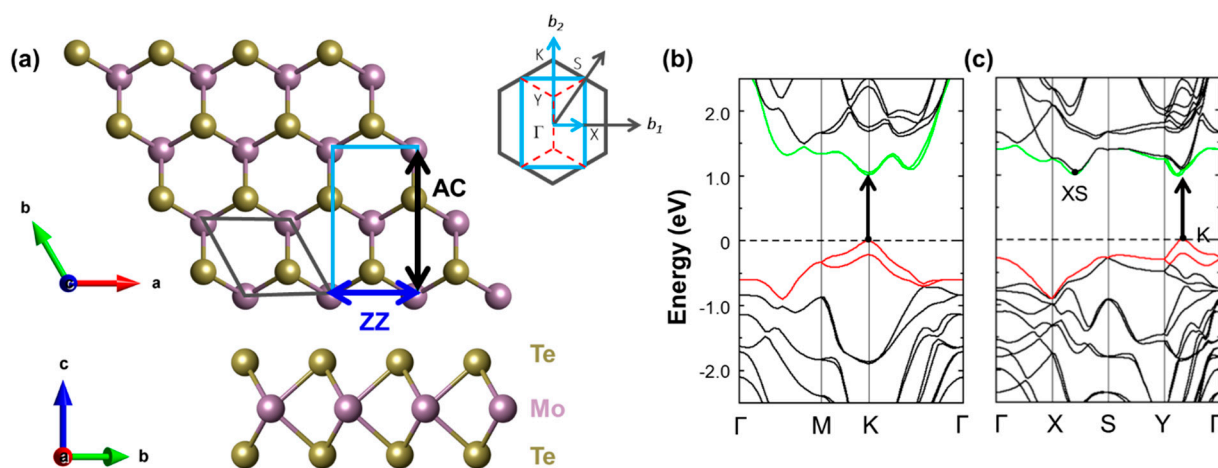 (a)
b
a
c
AC
ZZ
b₂
K
S
Y
Γ
X
b₁
c
a
b
Te
Mo
Te
(b)
Energy (eV)
2.0
1.0
0
-1.0
-2.0
Γ M K Γ
(c)
XS
K
Γ X S Y Γ